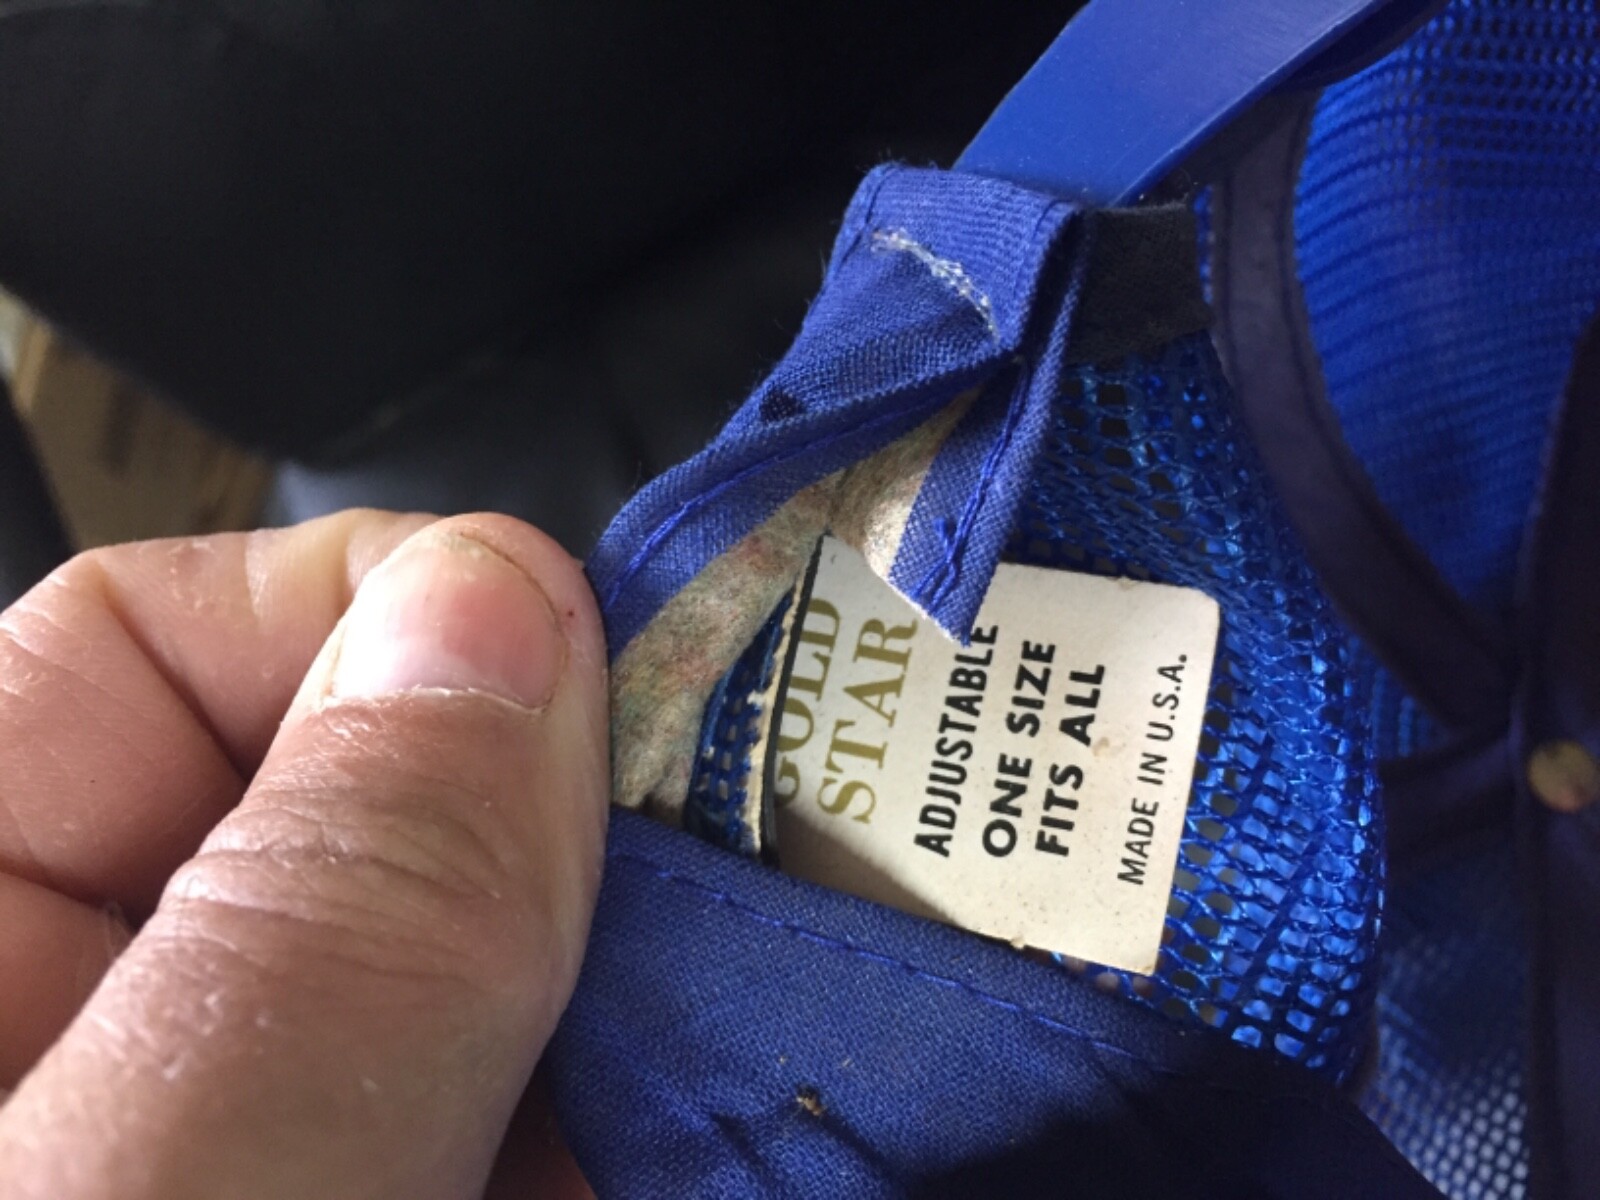 GOLD
STAR
ADJUSTABLE
ONE SIZE
FITS ALL
MADE IN U.S.A.